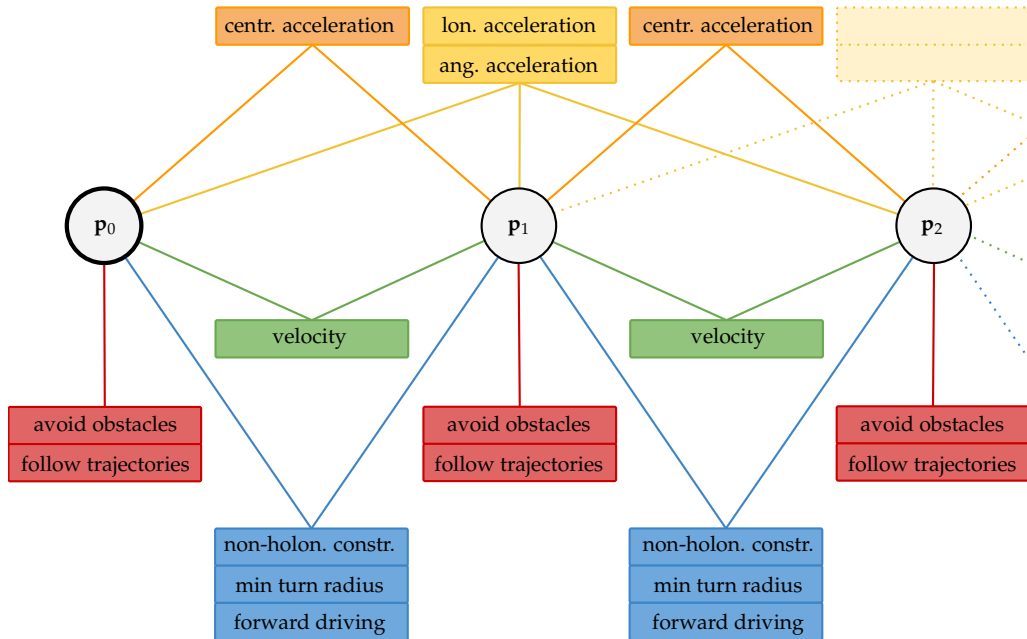 centr. acceleration
lon. acceleration
centr. acceleration
ang. acceleration
p₀
p₁
p₂
velocity
velocity
avoid obstacles
avoid obstacles
avoid obstacles
follow trajectories
follow trajectories
follow trajectories
non-holon. constr.
non-holon. constr.
min turn radius
min turn radius
forward driving
forward driving